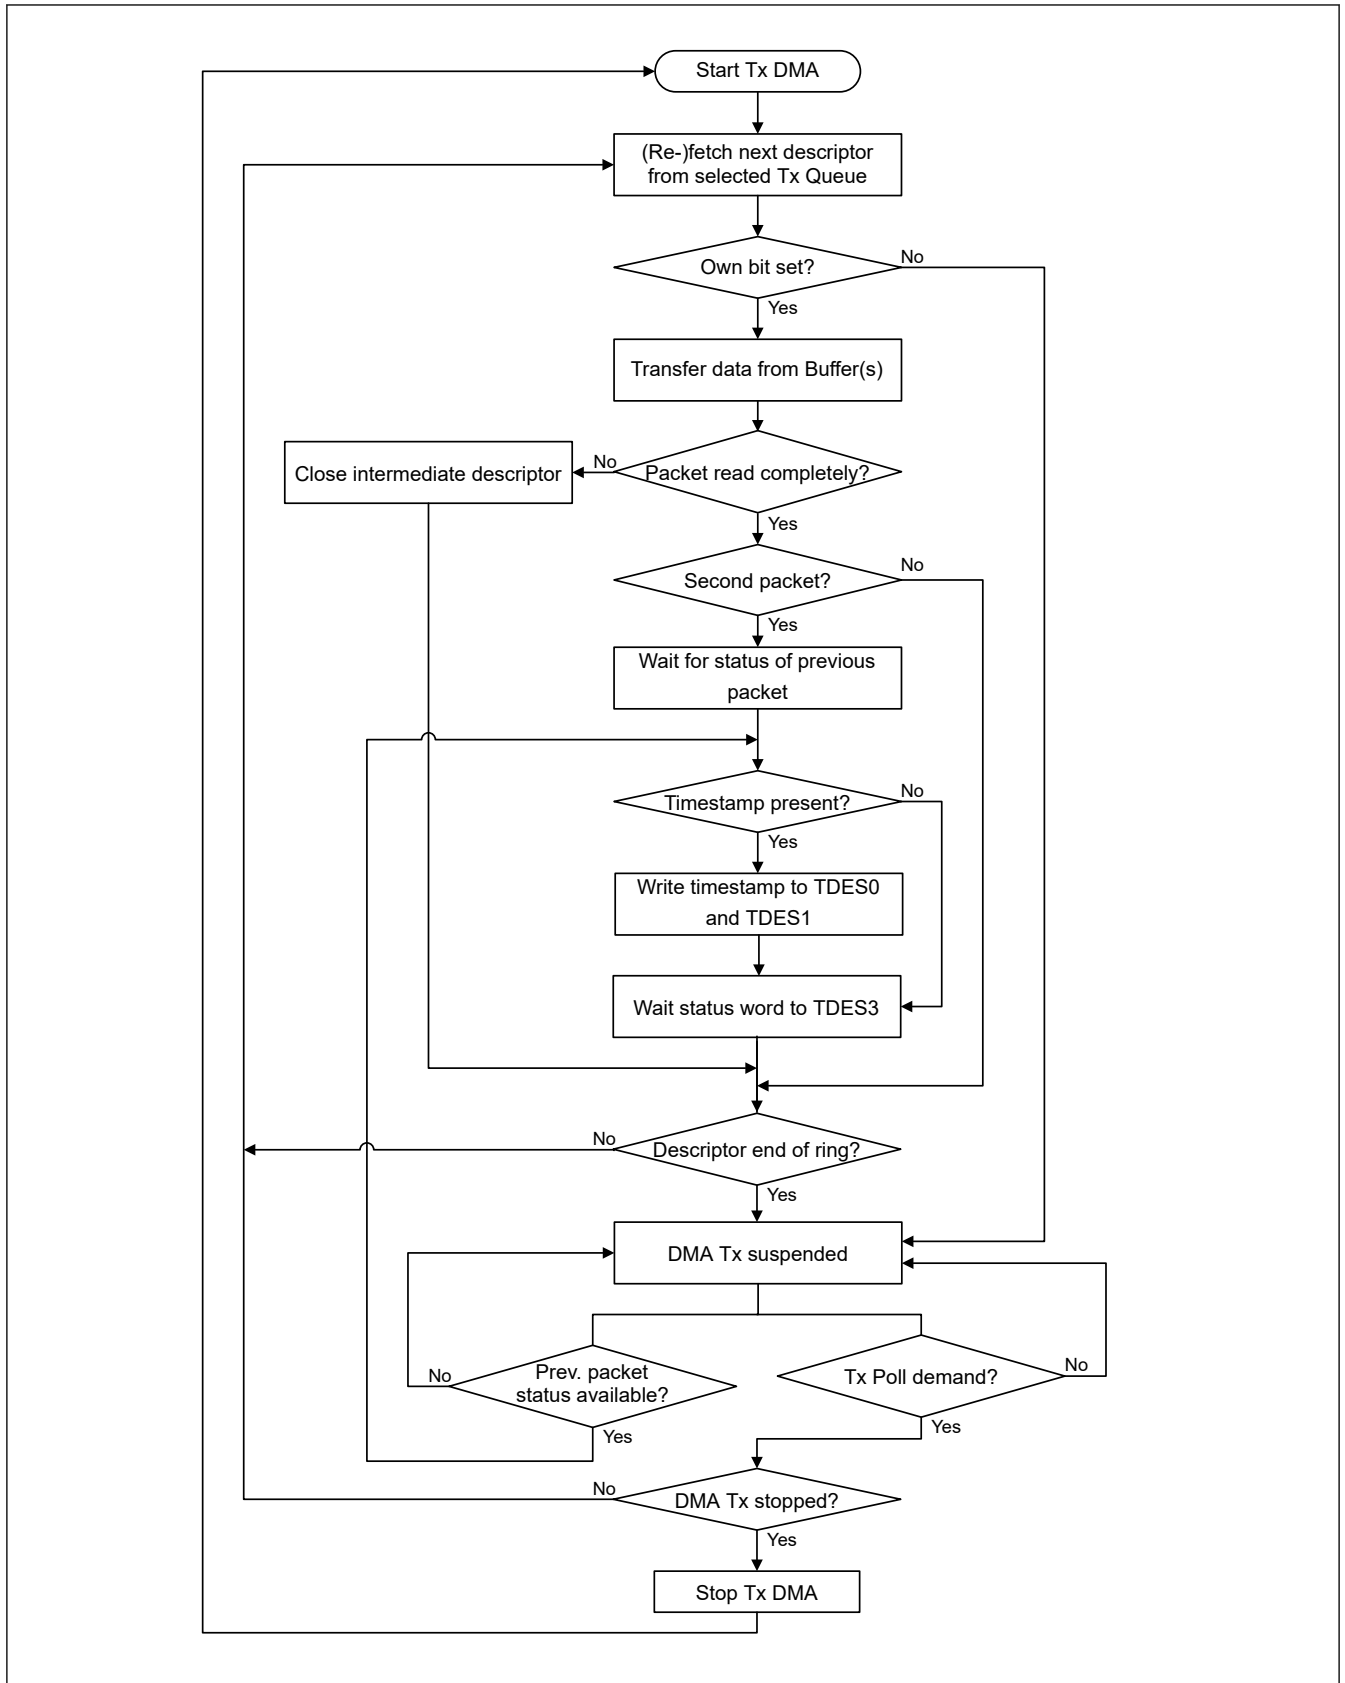 Start Tx DMA
(Re-)fetch next descriptor
from selected Tx Queue
No
Own bit set?
Yes
Transfer data from Buffer(s)
No
Close intermediate descriptor
Packet read completely?
Yes
No
Second packet?
Yes
Wait for status of previous
packet
No
Timestamp present?
Yes
Write timestamp to TDES0
and TDES1
Wait status word to TDES3
No
Descriptor end of ring?
Yes
DMA Tx suspended
No
Prev. packet
status available?
Yes
Tx Poll demand?
No
Yes
No
DMA Tx stopped?
Yes
Stop Tx DMA